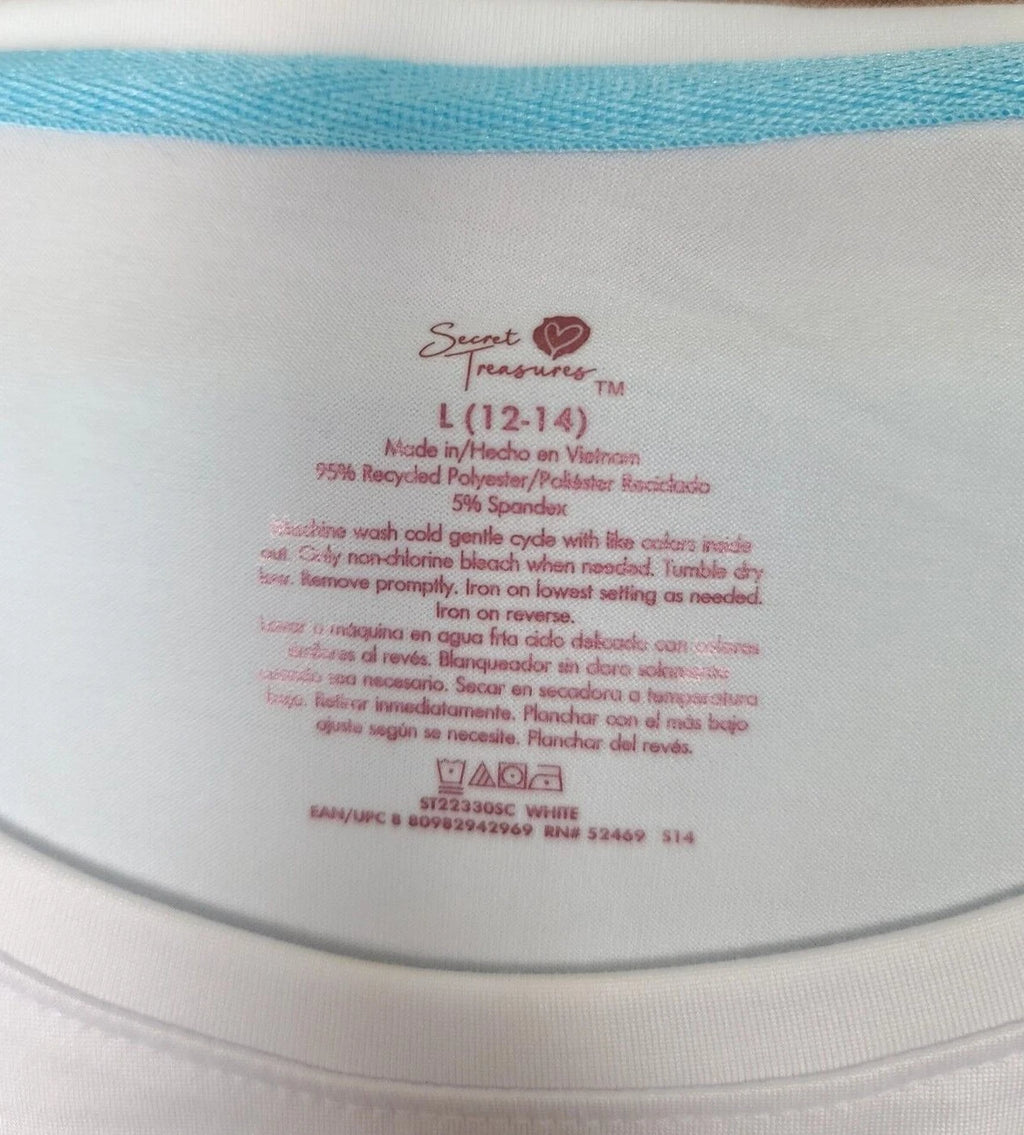 Secret
Treasures™
L (12-14)
Made in/Hecho en Vietnam
95% Recycled Polyester/Poliéster Reciclado
5% Spandex
Machine wash cold gentle cycle with like colors inside
out. Only non-chlorine bleach when needed. Tumble dry
low. Remove promptly. Iron on lowest setting as needed.
Iron on reverse.
Lavar a máquina en agua fría ciclo delicado con colores
similares al revés. Blanqueador sin cloro solamente
cuando sea necesario. Secar en secadora a temperatura
baja. Retirar inmediatamente. Planchar con el más bajo
ajuste según se necesite. Planchar del revés.
ST22330SC WHITE
EAN/UPC 8 80982942969 RN# 52469 S14